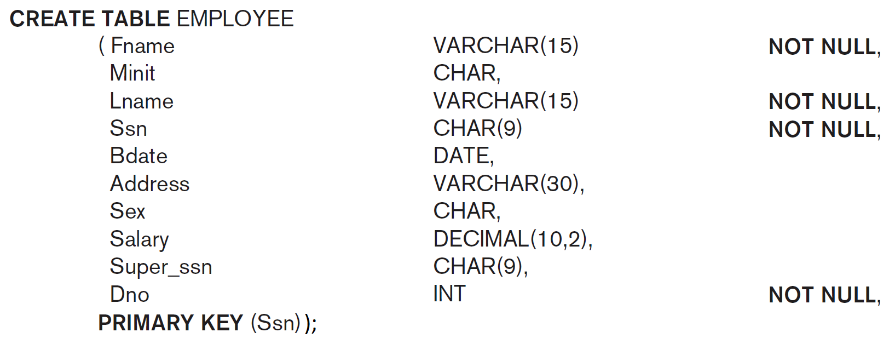 CREATE TABLE EMPLOYEE
( Fname VARCHAR(15) NOT NULL,
Minit CHAR,
Lname VARCHAR(15) NOT NULL,
Ssn CHAR(9) NOT NULL,
Bdate DATE,
Address VARCHAR(30),
Sex CHAR,
Salary DECIMAL(10,2),
Super_ssn CHAR(9),
Dno INT NOT NULL,
PRIMARY KEY (Ssn));